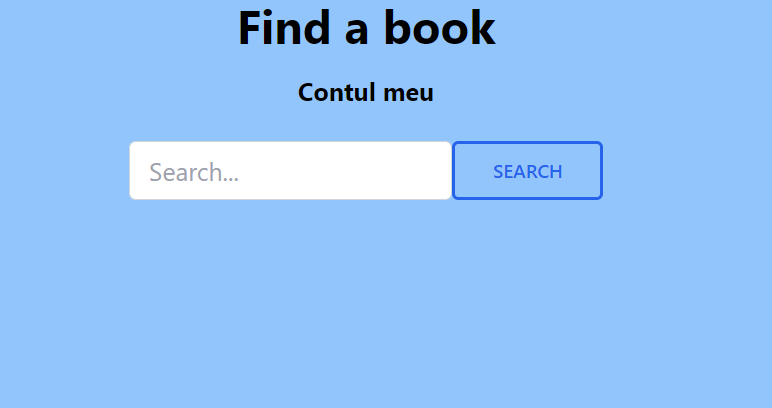 Find a book
Contul meu
Search...
SEARCH